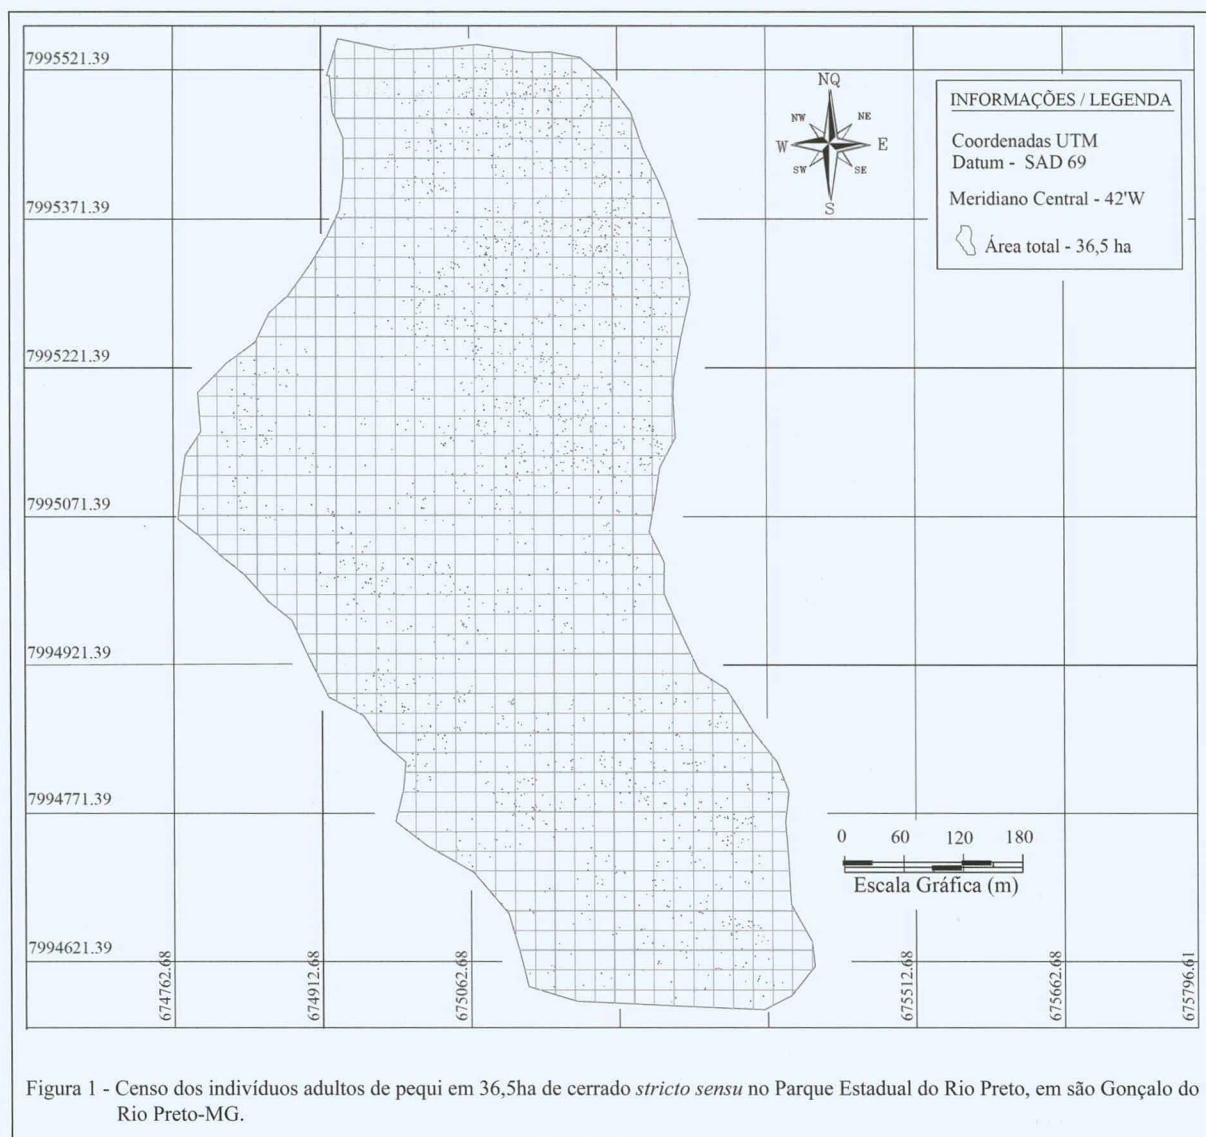 7995521.39
7995371.39
7995221.39
7995071.39
7994921.39
7994771.39
7994621.39
674762.68
674912.68
675062.68
675512.68
675662.68
675796.61
NQ
NW
NE
W
E
SW
SE
S
INFORMAÇÕES / LEGENDA
Coordenadas UTM
Datum - SAD 69
Meridiano Central - 42'W
Área total - 36,5 ha
0 60 120 180
Escala Gráfica (m)
Figura 1 - Censo dos indivíduos adultos de pequi em 36,5ha de cerrado stricto sensu no Parque Estadual do Rio Preto, em são Gonçalo do
Rio Preto-MG.